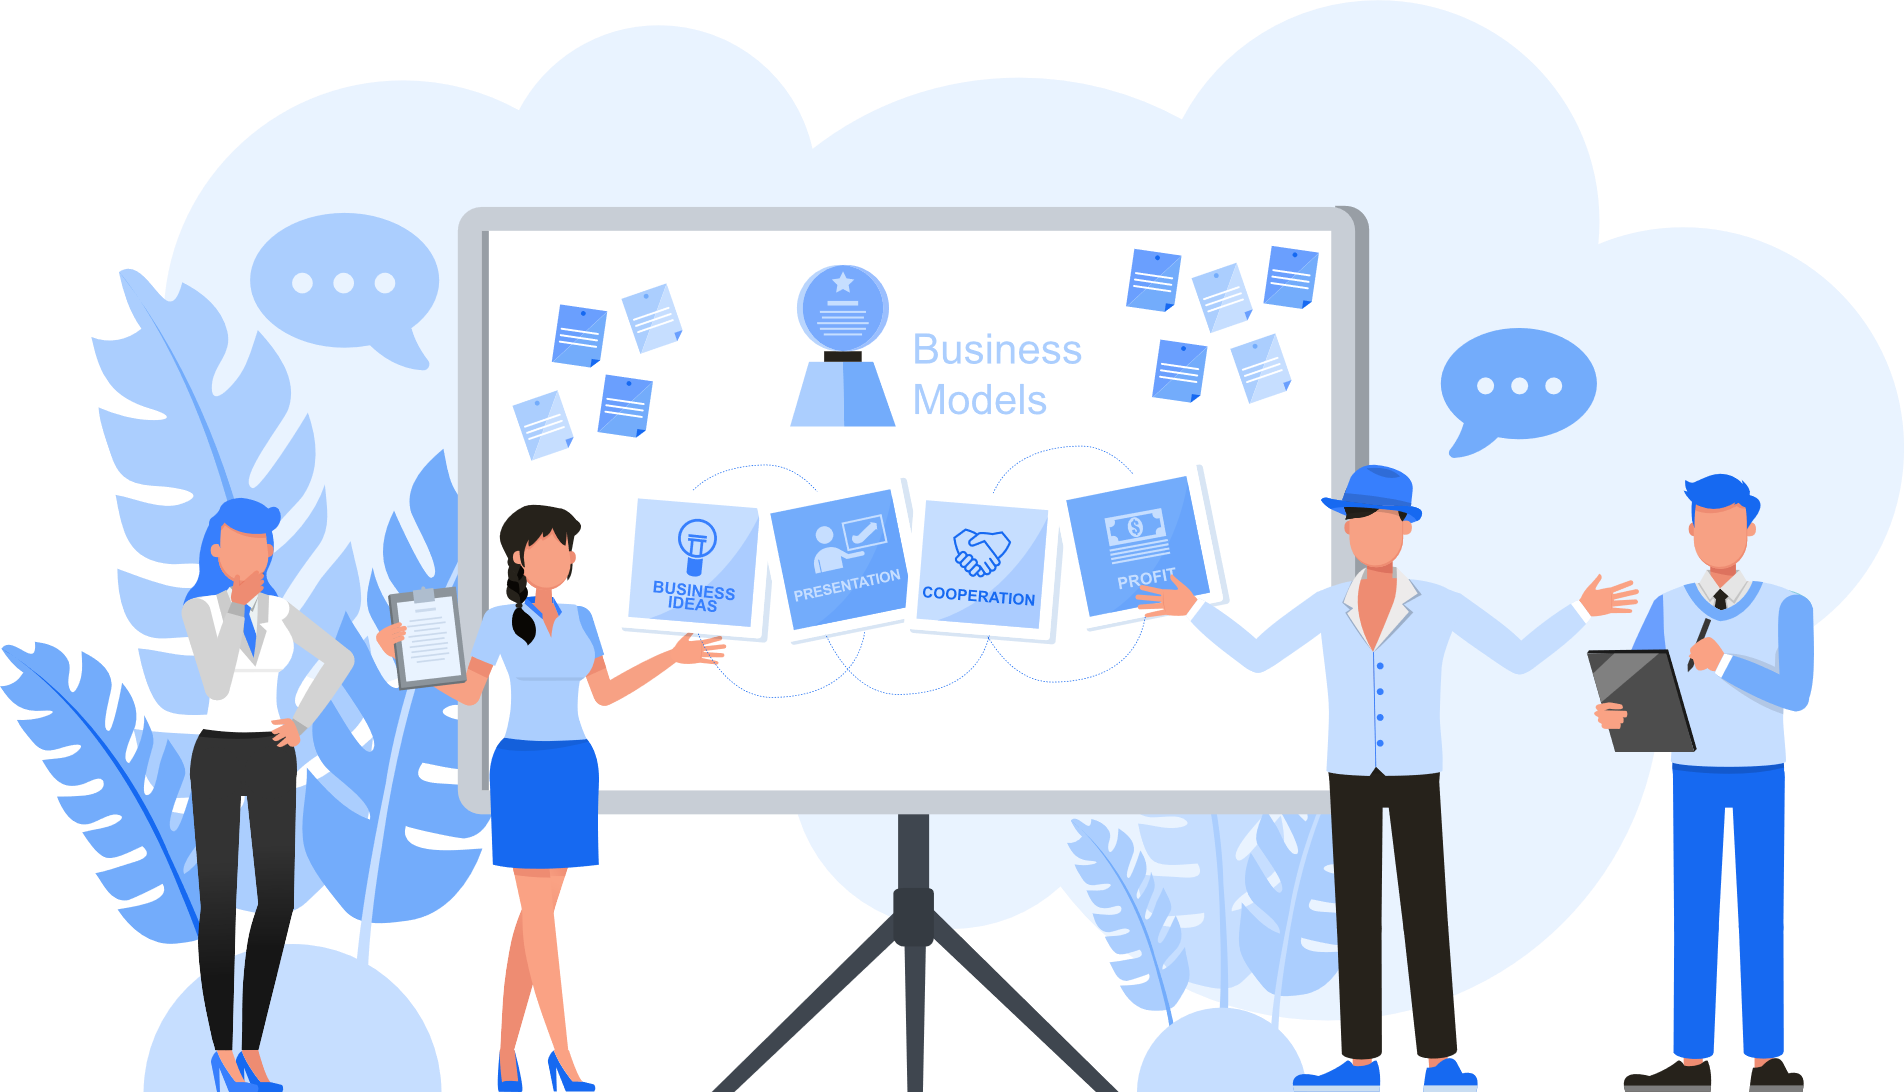 Business
Models
BUSINESS
IDEAS
PRESENTATION
COOPERATION
PROFIT